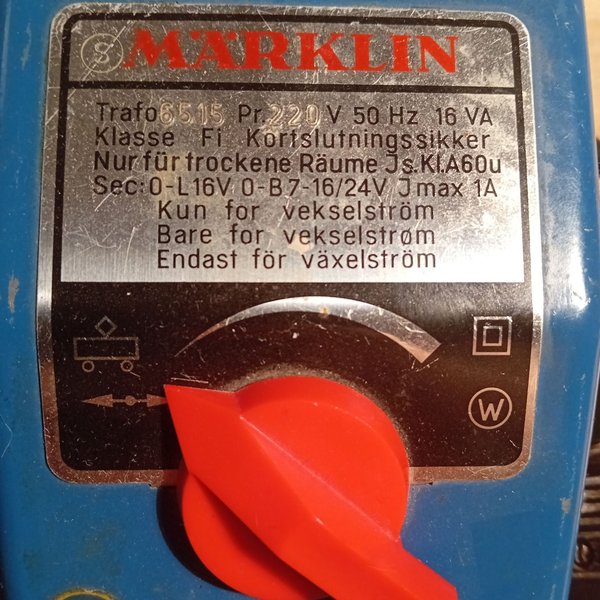 S MÄRKLIN
Trafo 6515 Pr. 220 V 50 Hz 16 VA
Klasse Fi Kortslutningssikker
Nur für trockene Räume Js.Kl.A60u
Sec: 0-L16V 0-B7-16/24V Jmax 1A
Kun for vekselström
Bare for vekselstrøm
Endast för växelström
W